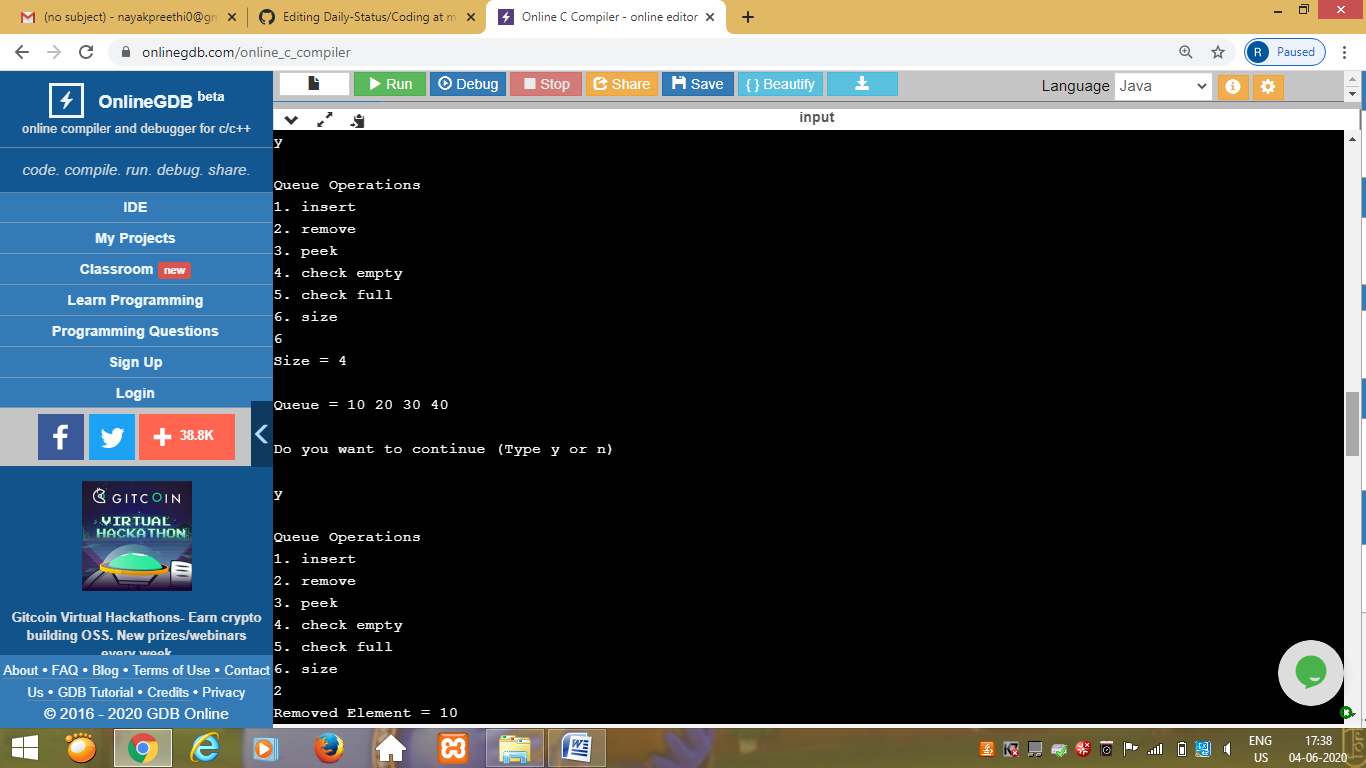 (no subject) - nayakpreethi0@gm
Editing Daily-Status/Coding at m
Online C Compiler - online editor
onlinegdb.com/online_c_compiler
R Paused
OnlineGDB beta
online compiler and debugger for c/c++
code. compile. run. debug. share.
IDE
My Projects
Classroom new
Learn Programming
Programming Questions
Sign Up
Login
38.8K
GITCOIN
VIRTUAL
HACKATHON
Gitcoin Virtual Hackathons- Earn crypto
building OSS. New prizes/webinars
every week
About • FAQ • Blog • Terms of Use • Contact
Us • GDB Tutorial • Credits • Privacy
© 2016 - 2020 GDB Online
Run Debug Stop Share Save { } Beautify
Language Java
input
y
Queue Operations
1. insert
2. remove
3. peek
4. check empty
5. check full
6. size
6
Size = 4
Queue = 10 20 30 40
Do you want to continue (Type y or n)
y
Queue Operations
1. insert
2. remove
3. peek
4. check empty
5. check full
6. size
2
Removed Element = 10
ENG
US
17:38
04-06-2020